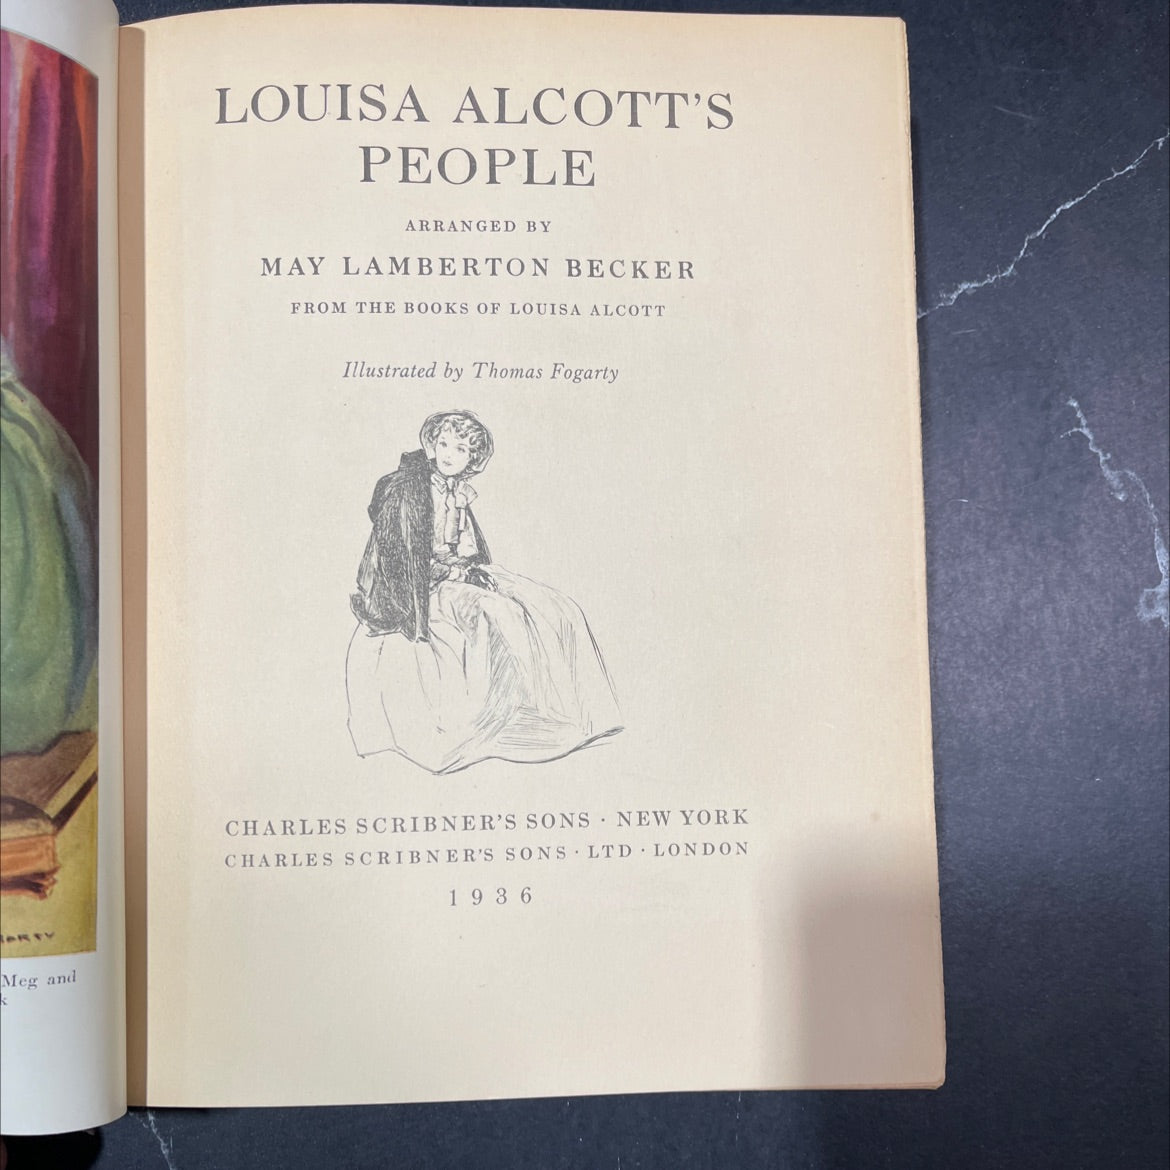 LOUISA ALCOTT'S
PEOPLE
ARRANGED BY
MAY LAMBERTON BECKER
FROM THE BOOKS OF LOUISA ALCOTT
Illustrated by Thomas Fogarty
CHARLES SCRIBNER'S SONS · NEW YORK
CHARLES SCRIBNER'S SONS · LTD · LONDON
1936
Meg and